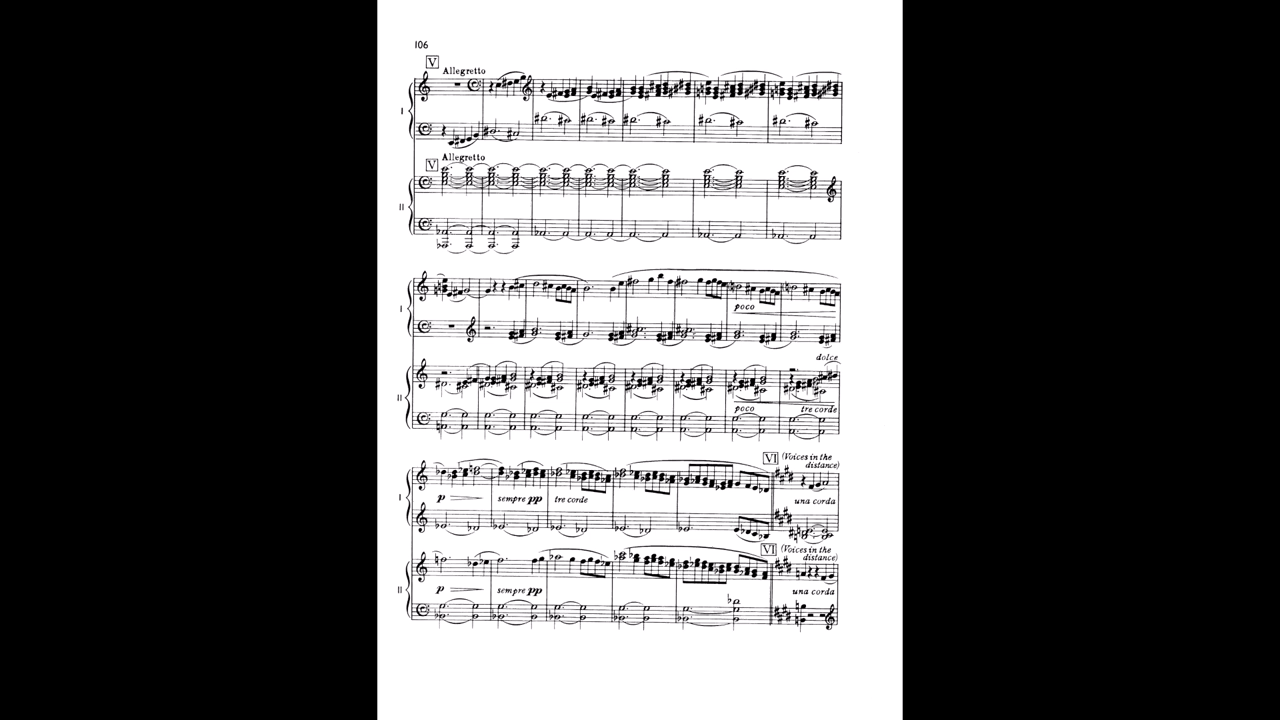 106
V
Allegretto
I
V
Allegretto
II
I
poco
dolce
II
poco tre corde
VI (Voices in the
distance)
I
p sempre pp tre corde una corda
VI (Voices in the
distance)
II
p sempre pp una corda